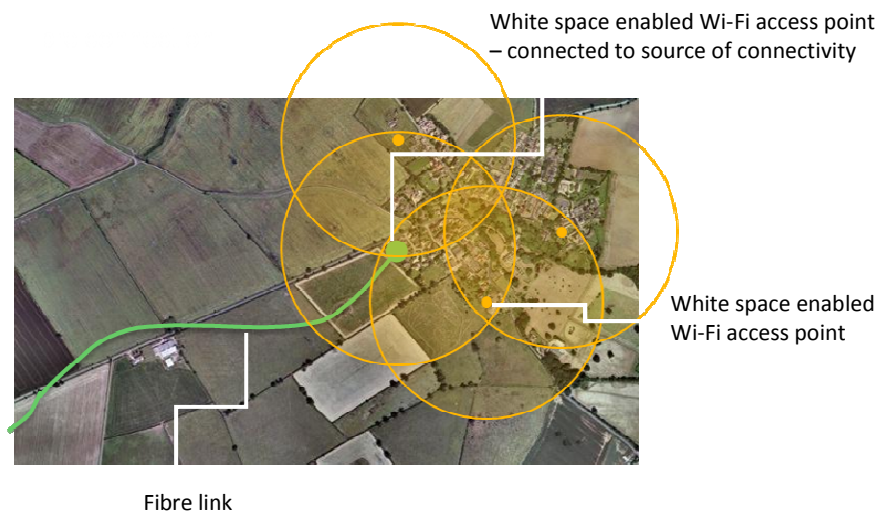 White space enabled Wi-Fi access point
– connected to source of connectivity
White space enabled
Wi-Fi access point
Fibre link